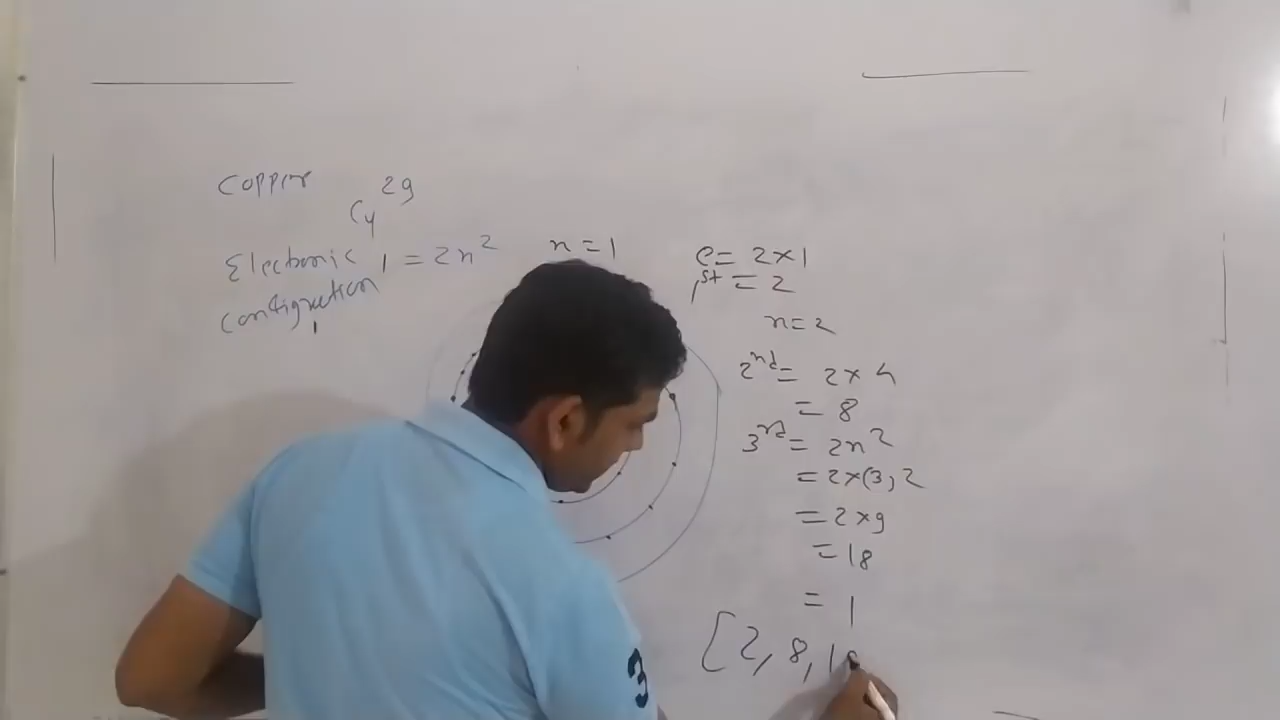 Copper
Cu 29
Electronic
configuration
1 = 2n²
n = 1
e = 2×1
1st = 2
n = 2
2nd = 2×4
= 8
3rd = 2n²
= 2×(3)2
= 2×9
= 18
= 1
[2, 8, 18
3